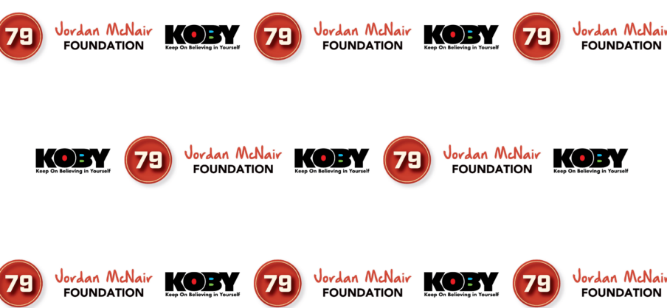 79 Jordan McNair FOUNDATION KOBY Keep On Believing in Yourself 79 Jordan McNair FOUNDATION KOBY Keep On Believing in Yourself 79 Jordan McNair FOUNDATION
KOBY Keep On Believing in Yourself 79 Jordan McNair FOUNDATION KOBY Keep On Believing in Yourself 79 Jordan McNair FOUNDATION KOBY Keep On Believing in Yourself
79 Jordan McNair FOUNDATION KOBY Keep On Believing in Yourself 79 Jordan McNair FOUNDATION KOBY Keep On Believing in Yourself 79 Jordan McNair FOUNDATION